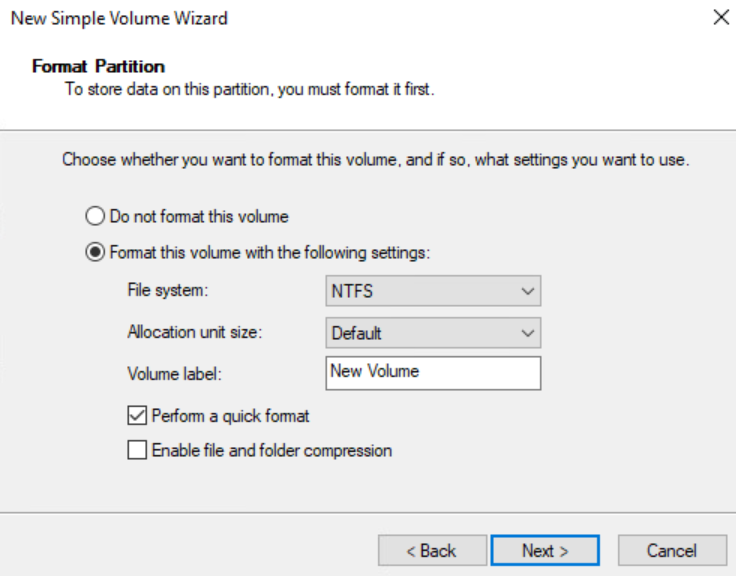 New Simple Volume Wizard
Format Partition
To store data on this partition, you must format it first.
Choose whether you want to format this volume, and if so, what settings you want to use.
Do not format this volume
Format this volume with the following settings:
File system: NTFS
Allocation unit size: Default
Volume label: New Volume
Perform a quick format
Enable file and folder compression
< Back Next > Cancel